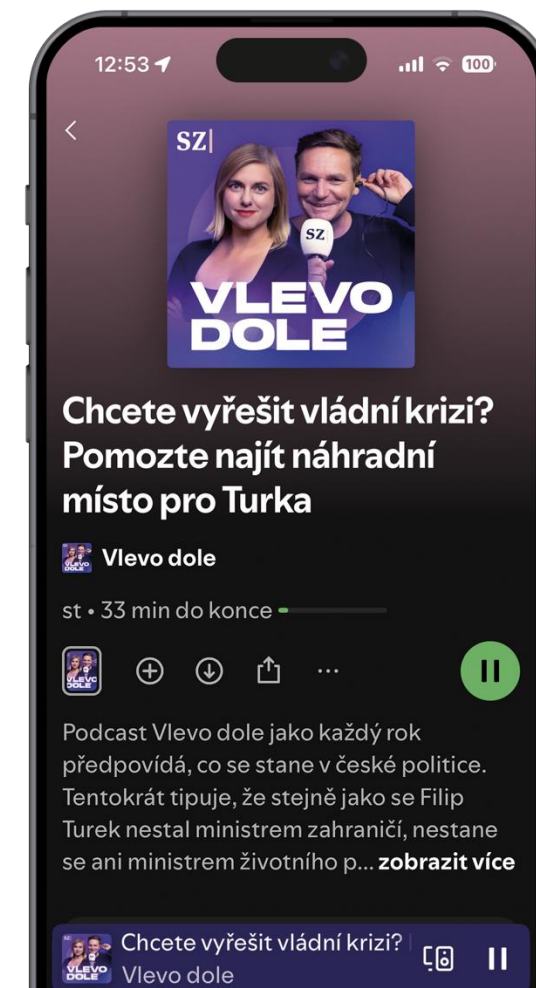 12:53
100
SZ
SZ
VLEVO
DOLE
Chcete vyřešit vládní krizi?
Pomozte najít náhradní
místo pro Turka
Vlevo dole
st • 33 min do konce
VLEVO
DOLE
Podcast Vlevo dole jako každý rok
předpovídá, co se stane v české politice.
Tentokrát tipuje, že stejně jako se Filip
Turek nestal ministrem zahraničí, nestane
se ani ministrem životního p... zobrazit více
Chcete vyřešit vládní krizi?
VLEVO
DOLE
Vlevo dole